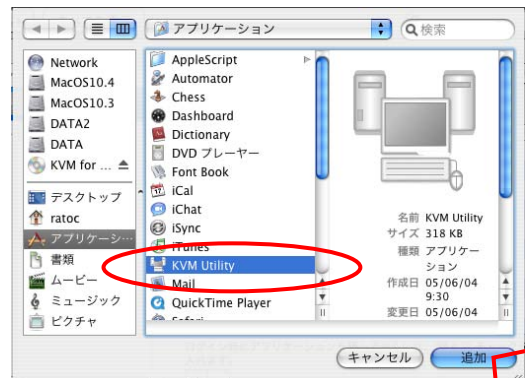 アプリケーション
検索
Network
MacOS10.4
MacOS10.3
DATA2
DATA
KVM for ...
デスクトップ
ratoc
アプリケーシ…
書類
ムービー
ミュージック
ピクチャ
AppleScript
Automator
Chess
Dashboard
Dictionary
DVD プレーヤー
Font Book
iCal
iChat
iSync
iTunes
KVM Utility
Mail
QuickTime Player
Safari
名前 KVM Utility
サイズ 318 KB
種類 アプリケー
ション
作成日 05/06/04
9:30
変更日 05/06/04
キャンセル
追加